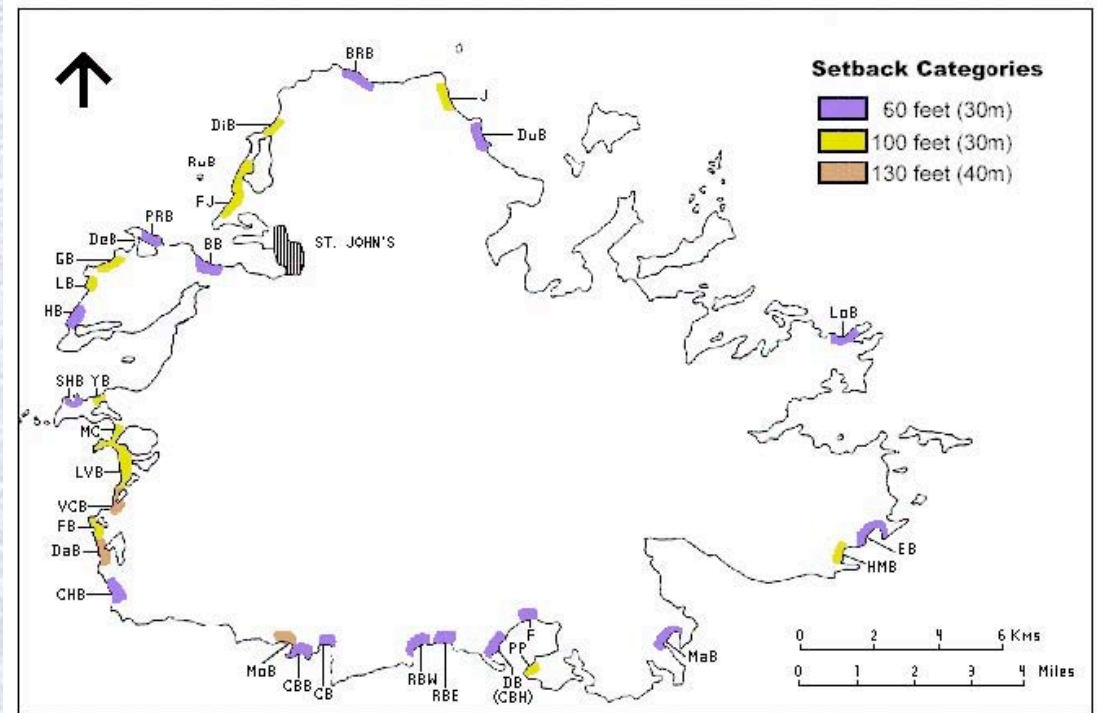 BRB
Setback Categories
J
60 feet (30m)
DiB
DuB
100 feet (30m)
RuB
130 feet (40m)
FJ
PRB
DeB
BB
ST. JOHN'S
GB
LB
HB
LoB
SHB YB
MC
LVB
VCB
FB
DaB
EB
HMB
CHB
F
PP
MaB
MoB
CBB
CB
RBW
RBE
DB
(CBH)
0 2 4 6 KMS
0 1 2 3 4 Miles